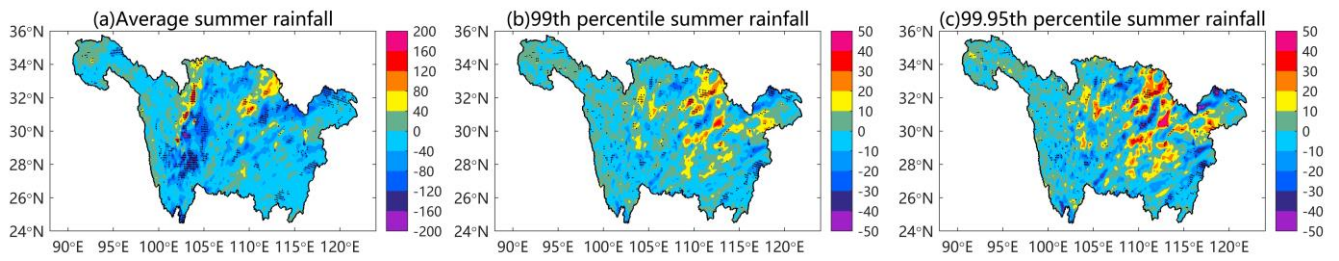 (a)Average summer rainfall
36°N
34°N
32°N
30°N
28°N
26°N
24°N
90°E 95°E 100°E 105°E 110°E 115°E 120°E
200
160
120
80
40
0
-40
-80
-120
-160
-200
(b)99th percentile summer rainfall
36°N
34°N
32°N
30°N
28°N
26°N
24°N
90°E 95°E 100°E 105°E 110°E 115°E 120°E
50
40
30
20
10
0
-10
-20
-30
-40
-50
(c)99.95th percentile summer rainfall
36°N
34°N
32°N
30°N
28°N
26°N
24°N
90°E 95°E 100°E 105°E 110°E 115°E 120°E
50
40
30
20
10
0
-10
-20
-30
-40
-50